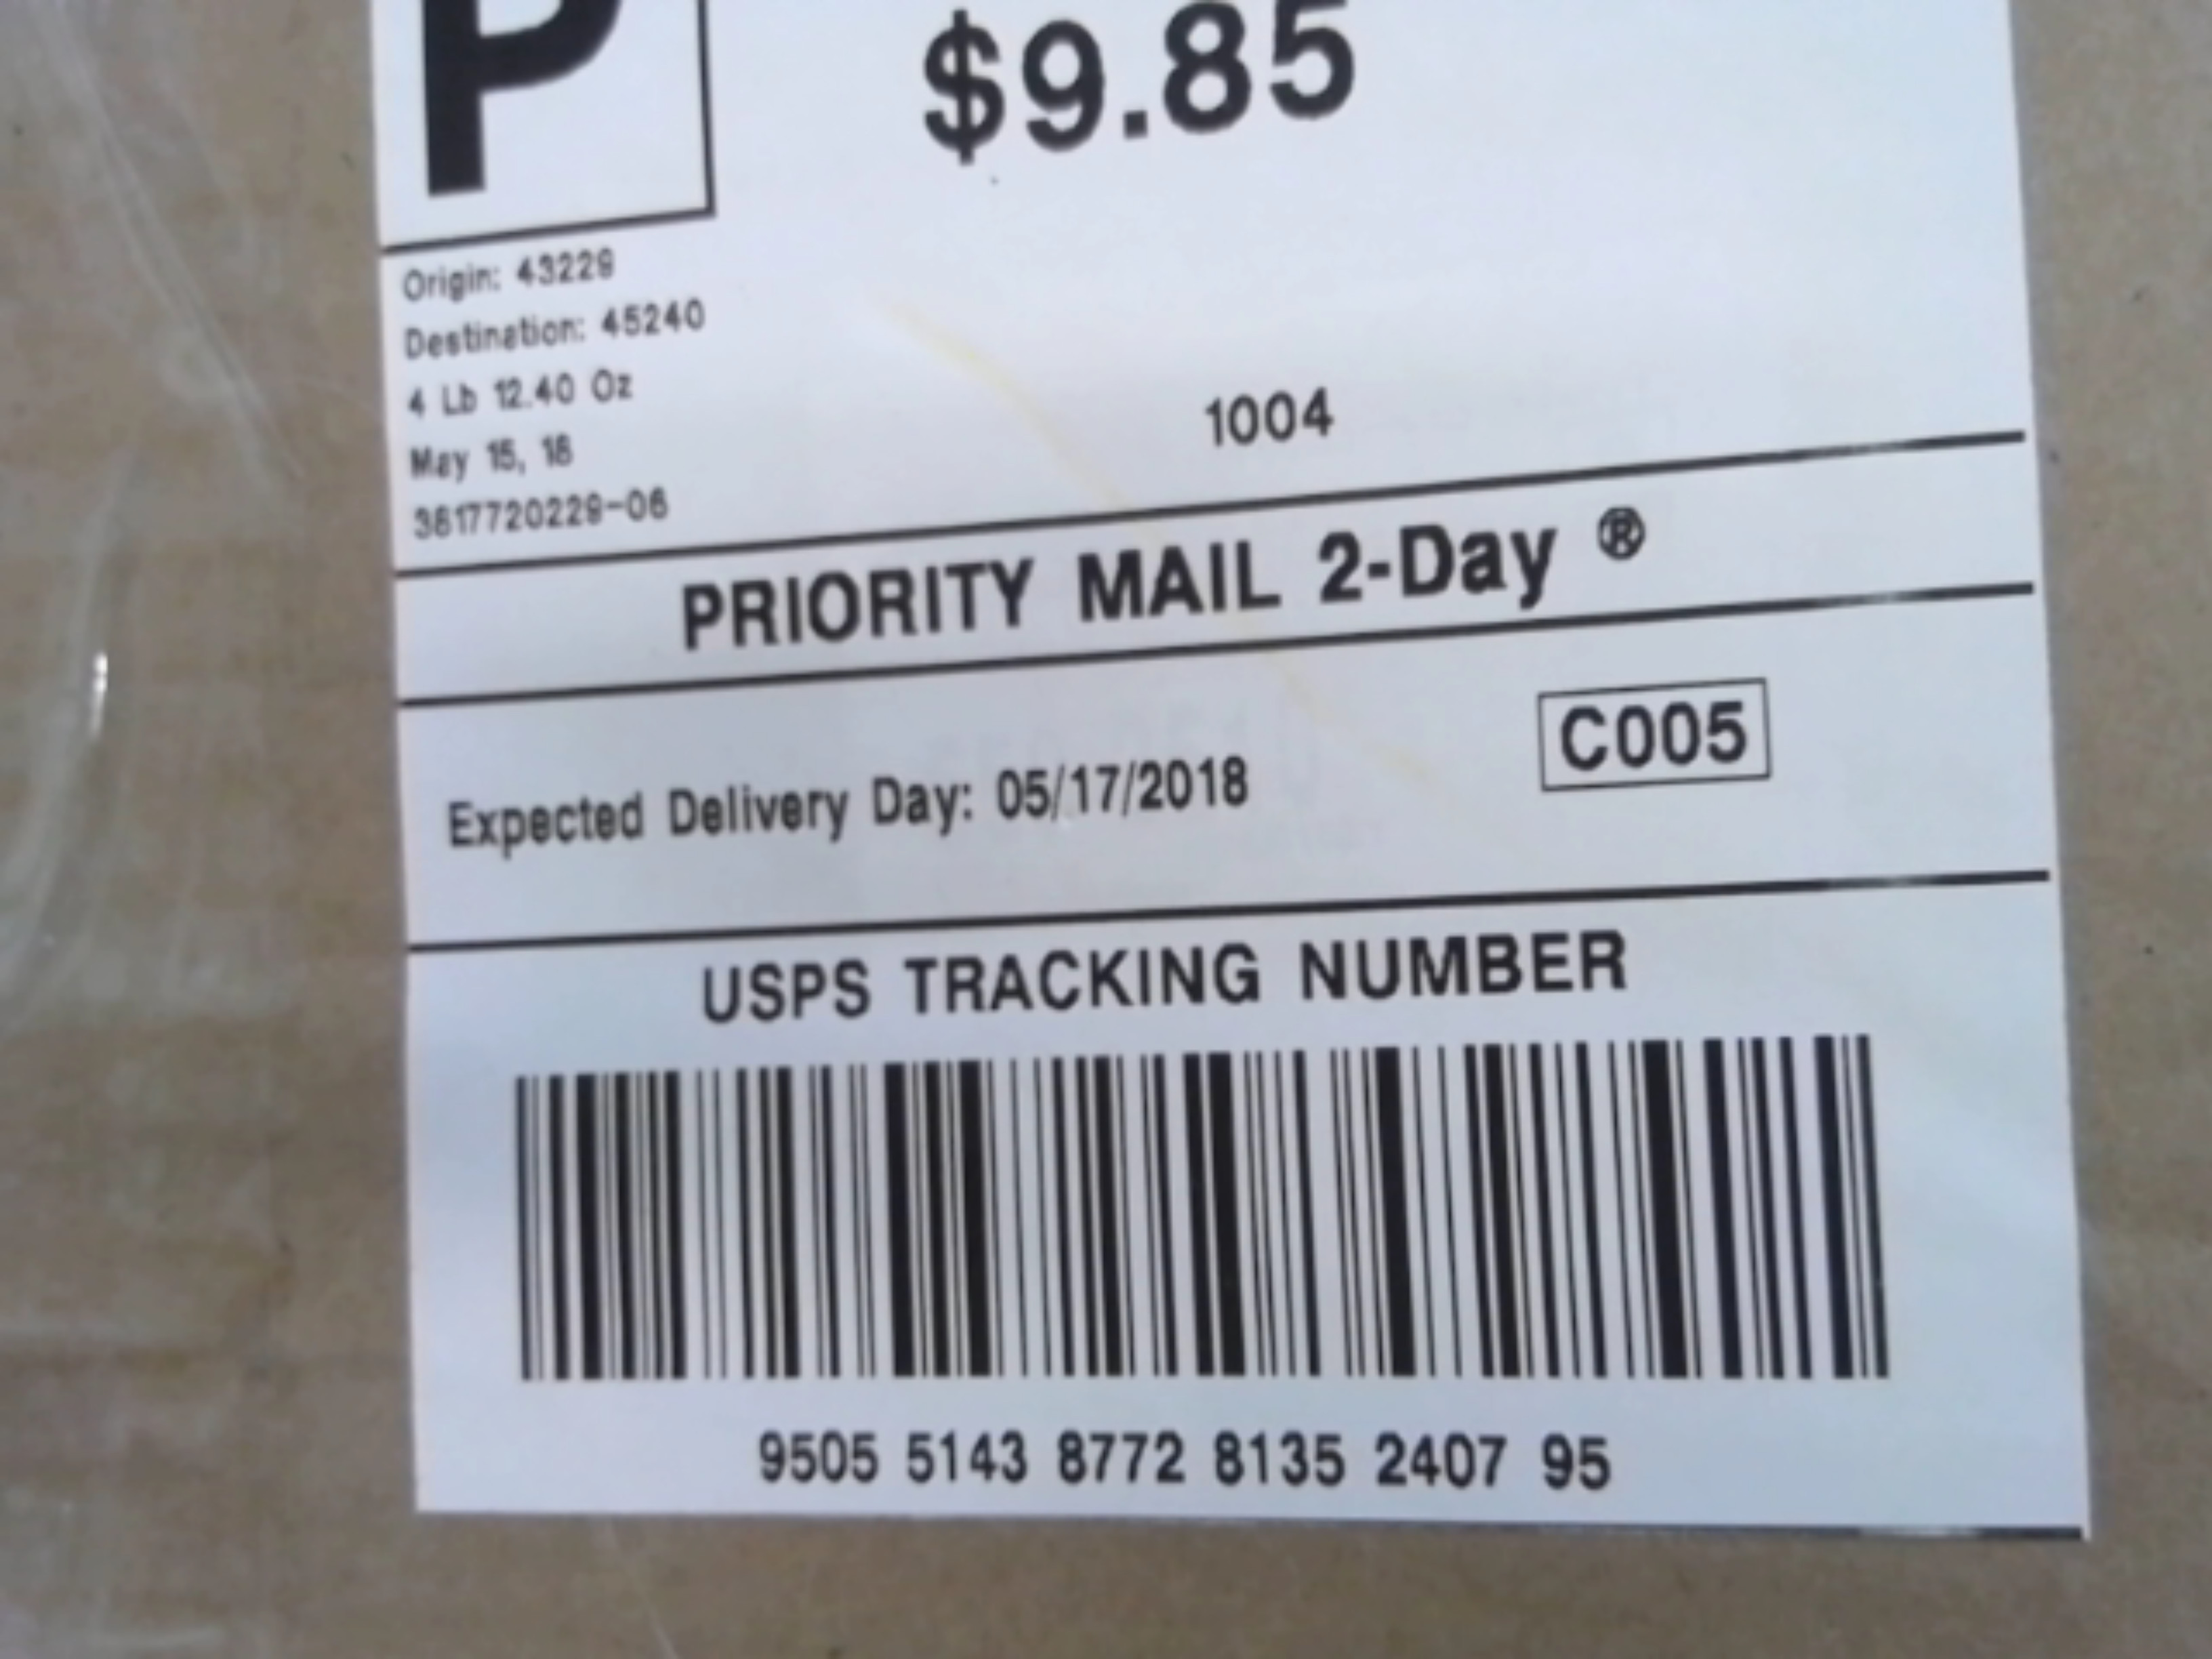 P
$9.85
Origin: 43229
Destination: 45240
4 Lb 12.40 Oz
May 15, 18
1004
3817720229-06
PRIORITY MAIL 2-Day ®
C005
Expected Delivery Day: 05/17/2018
USPS TRACKING NUMBER
9505 5143 8772 8135 2407 95